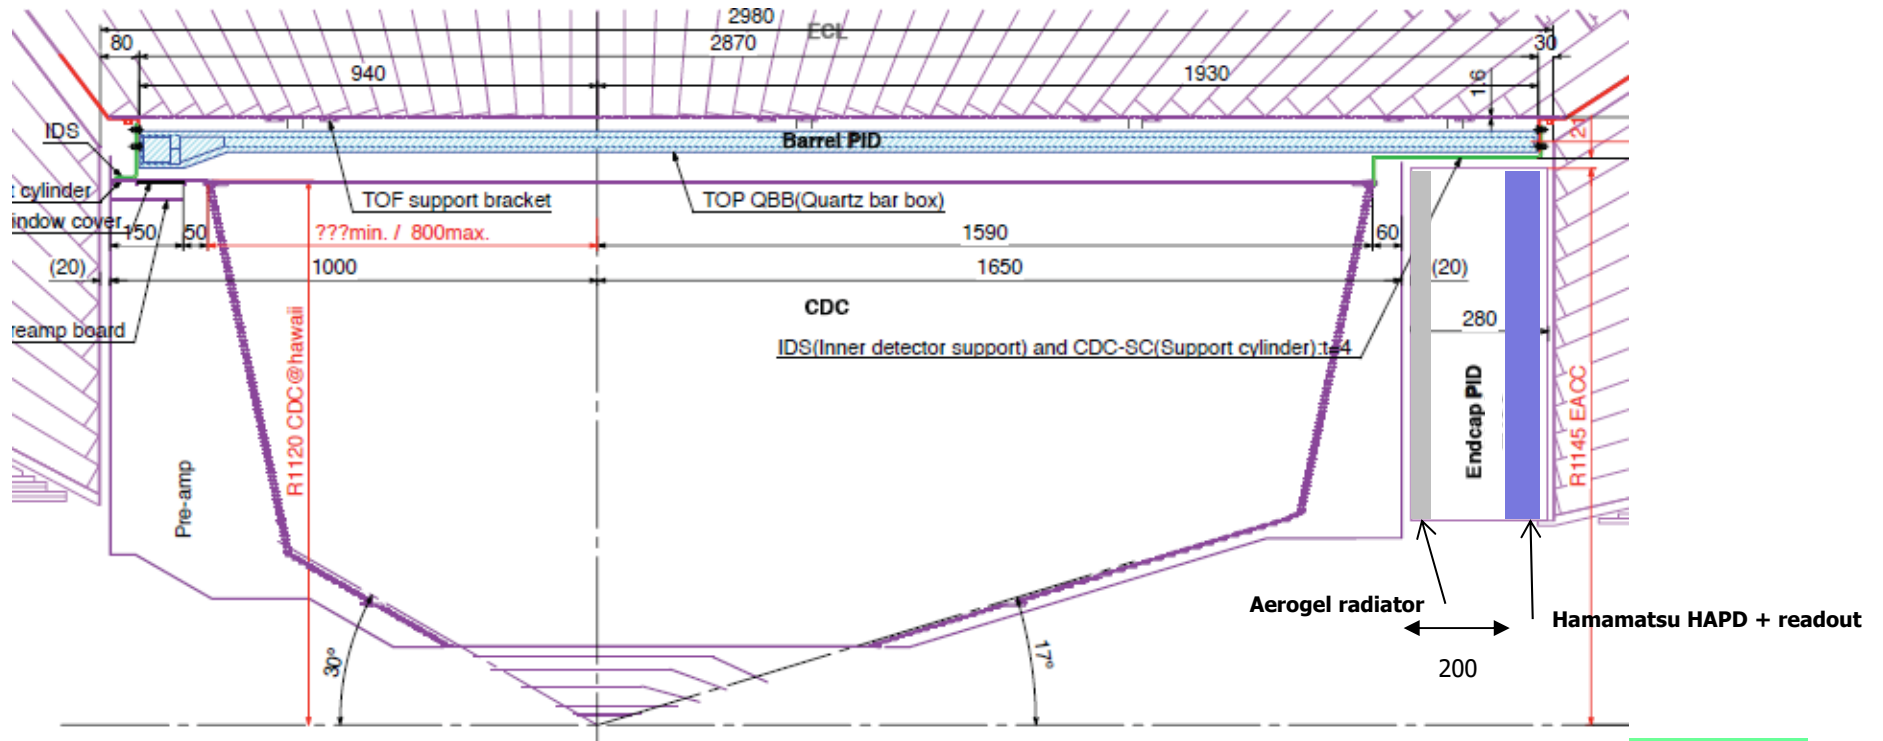 2980
ECL
80
2870
30
940
1930
16
IDS
Barrel PID
21
t cylinder
TOF support bracket
TOP QBB(Quartz bar box)
indow cover
150
50
???min. / 800max.
1590
60
(20)
1000
1650
(20)
CDC
reamp board
280
IDS(Inner detector support) and CDC-SC(Support cylinder):t=4
R1120 CDC@hawaii
Endcap PID
R1145 EACC
Pre-amp
Aerogel radiator
Hamamatsu HAPD + readout
30°
17°
200